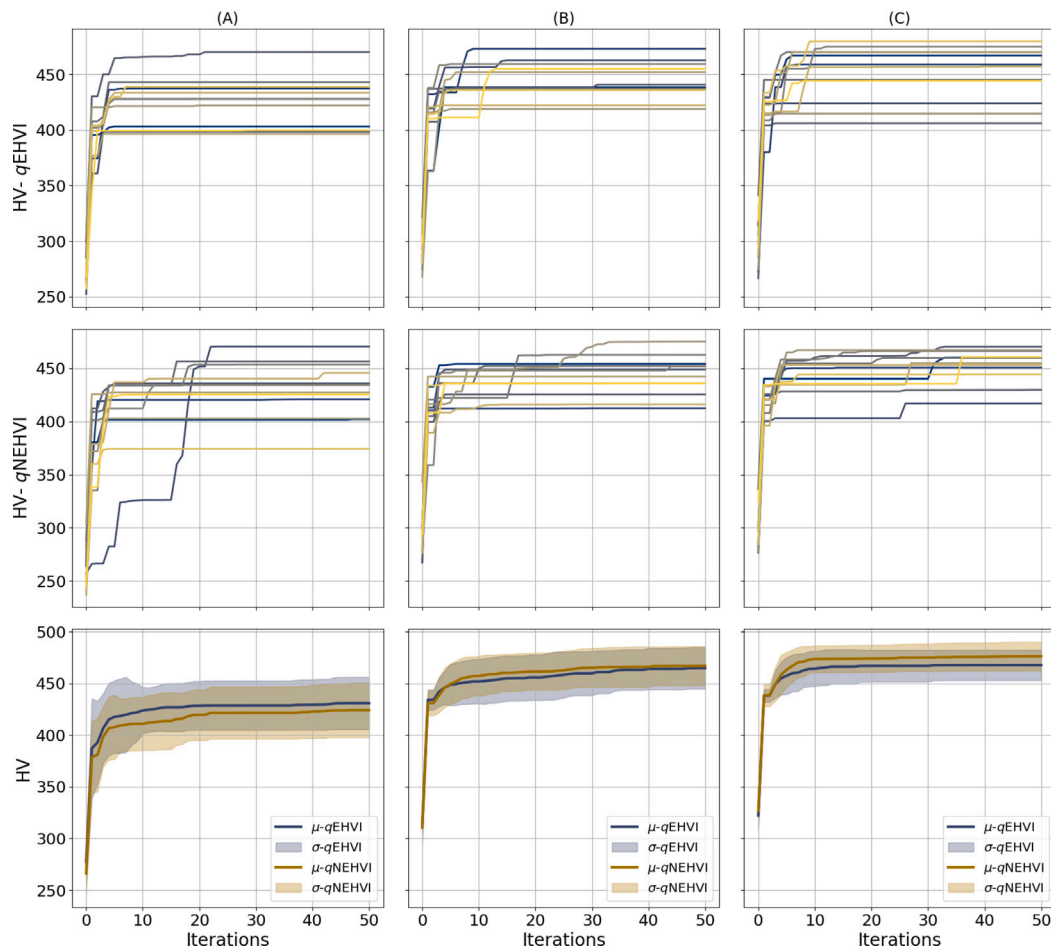 (A) (B) (C)
HV- qEHVI
450
400
350
300
250
HV- qNEHVI
450
400
350
300
250
HV
500
450
400
350
300
250
μ-qEHVI
σ-qEHVI
μ-qNEHVI
σ-qNEHVI
μ-qEHVI
σ-qEHVI
μ-qNEHVI
σ-qNEHVI
μ-qEHVI
σ-qEHVI
μ-qNEHVI
σ-qNEHVI
0 10 20 30 40 50 0 10 20 30 40 50 0 10 20 30 40 50
Iterations Iterations Iterations